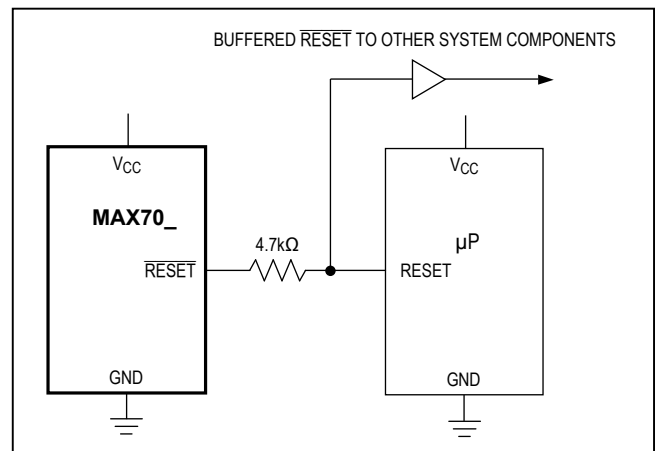 BUFFERED RESET TO OTHER SYSTEM COMPONENTS
VCC
MAX70_
RESET
GND
4.7kΩ
VCC
µP
RESET
GND